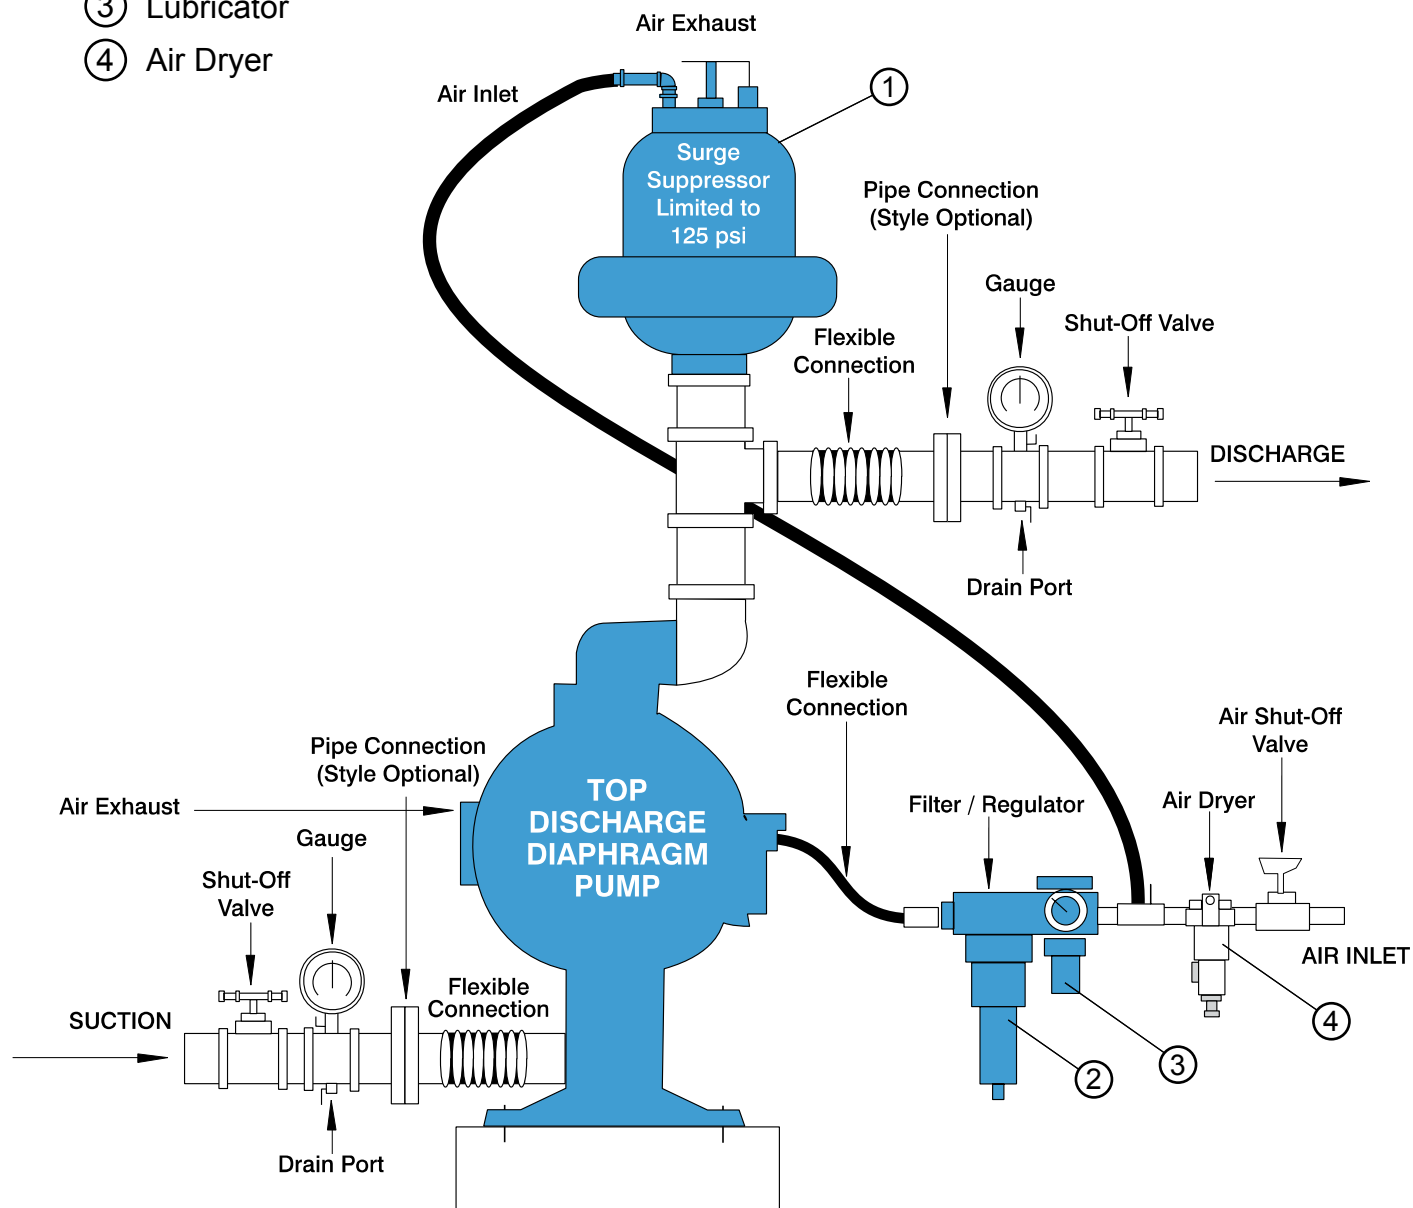 ③ Lubricator
④ Air Dryer
Air Exhaust
Air Inlet
①
Surge
Suppressor
Limited to
125 psi
Pipe Connection
(Style Optional)
Gauge
Shut-Off Valve
Flexible
Connection
DISCHARGE
Drain Port
Flexible
Connection
Air Shut-Off
Valve
Pipe Connection
(Style Optional)
Air Exhaust
TOP
DISCHARGE
DIAPHRAGM
PUMP
Filter / Regulator
Air Dryer
Gauge
Shut-Off
Valve
AIR INLET
Flexible
Connection
SUCTION
④
③
②
Drain Port